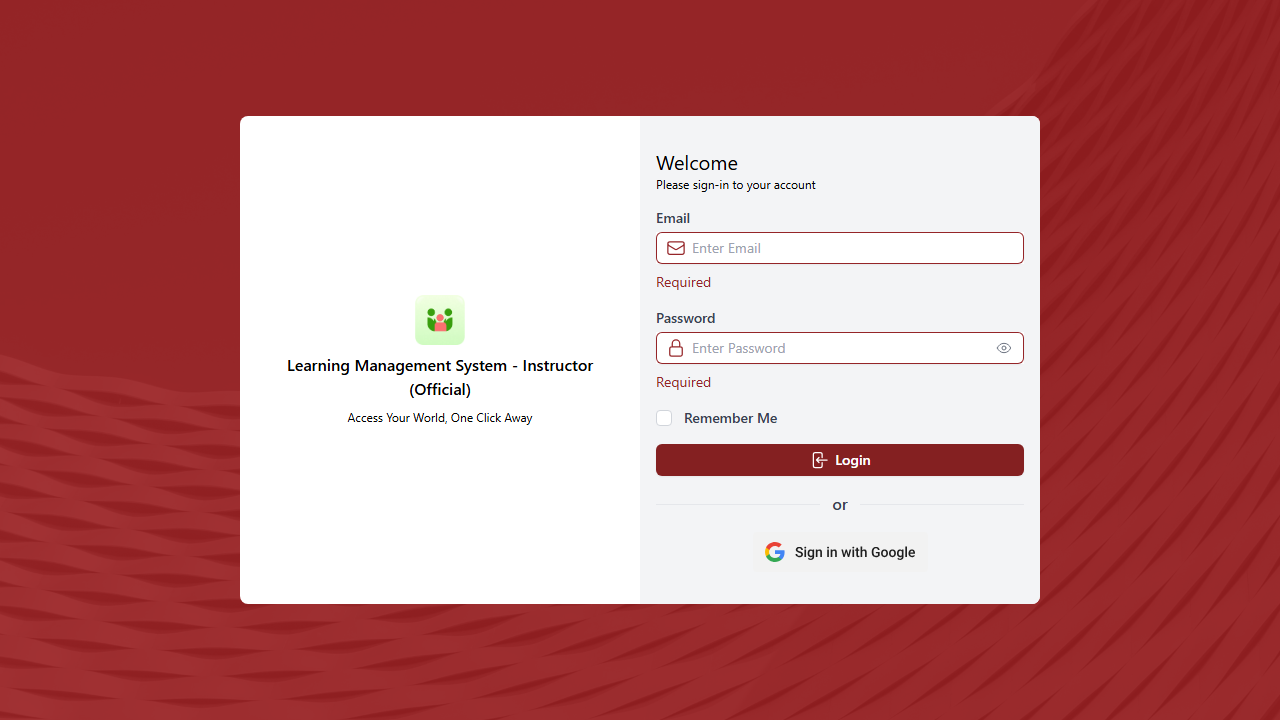 Learning Management System - Instructor
(Official)
Access Your World, One Click Away
Welcome
Please sign-in to your account
Email
Enter Email
Required
Password
Enter Password
Required
Remember Me
Login
or
Sign in with Google